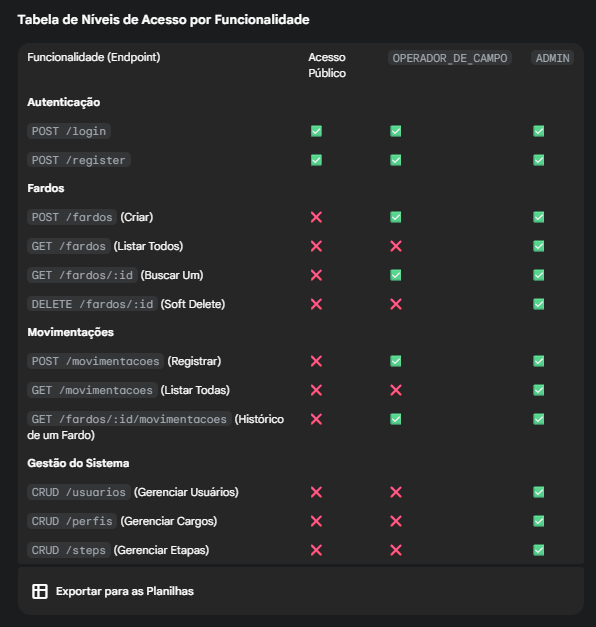 Tabela de Níveis de Acesso por Funcionalidade
Funcionalidade (Endpoint) Acesso Público OPERADOR_DE_CAMPO ADMIN
Autenticação
POST /login ✅ ✅ ✅
POST /register ✅ ✅ ✅
Fardos
POST /fardos (Criar) ❌ ✅ ✅
GET /fardos (Listar Todos) ❌ ❌ ✅
GET /fardos/:id (Buscar Um) ❌ ✅ ✅
DELETE /fardos/:id (Soft Delete) ❌ ❌ ✅
Movimentações
POST /movimentacoes (Registrar) ❌ ✅ ✅
GET /movimentacoes (Listar Todas) ❌ ❌ ✅
GET /fardos/:id/movimentacoes (Histórico ❌ ✅ ✅
de um Fardo)
Gestão do Sistema
CRUD /usuarios (Gerenciar Usuários) ❌ ❌ ✅
CRUD /perfis (Gerenciar Cargos) ❌ ❌ ✅
CRUD /steps (Gerenciar Etapas) ❌ ❌ ✅
Exportar para as Planilhas